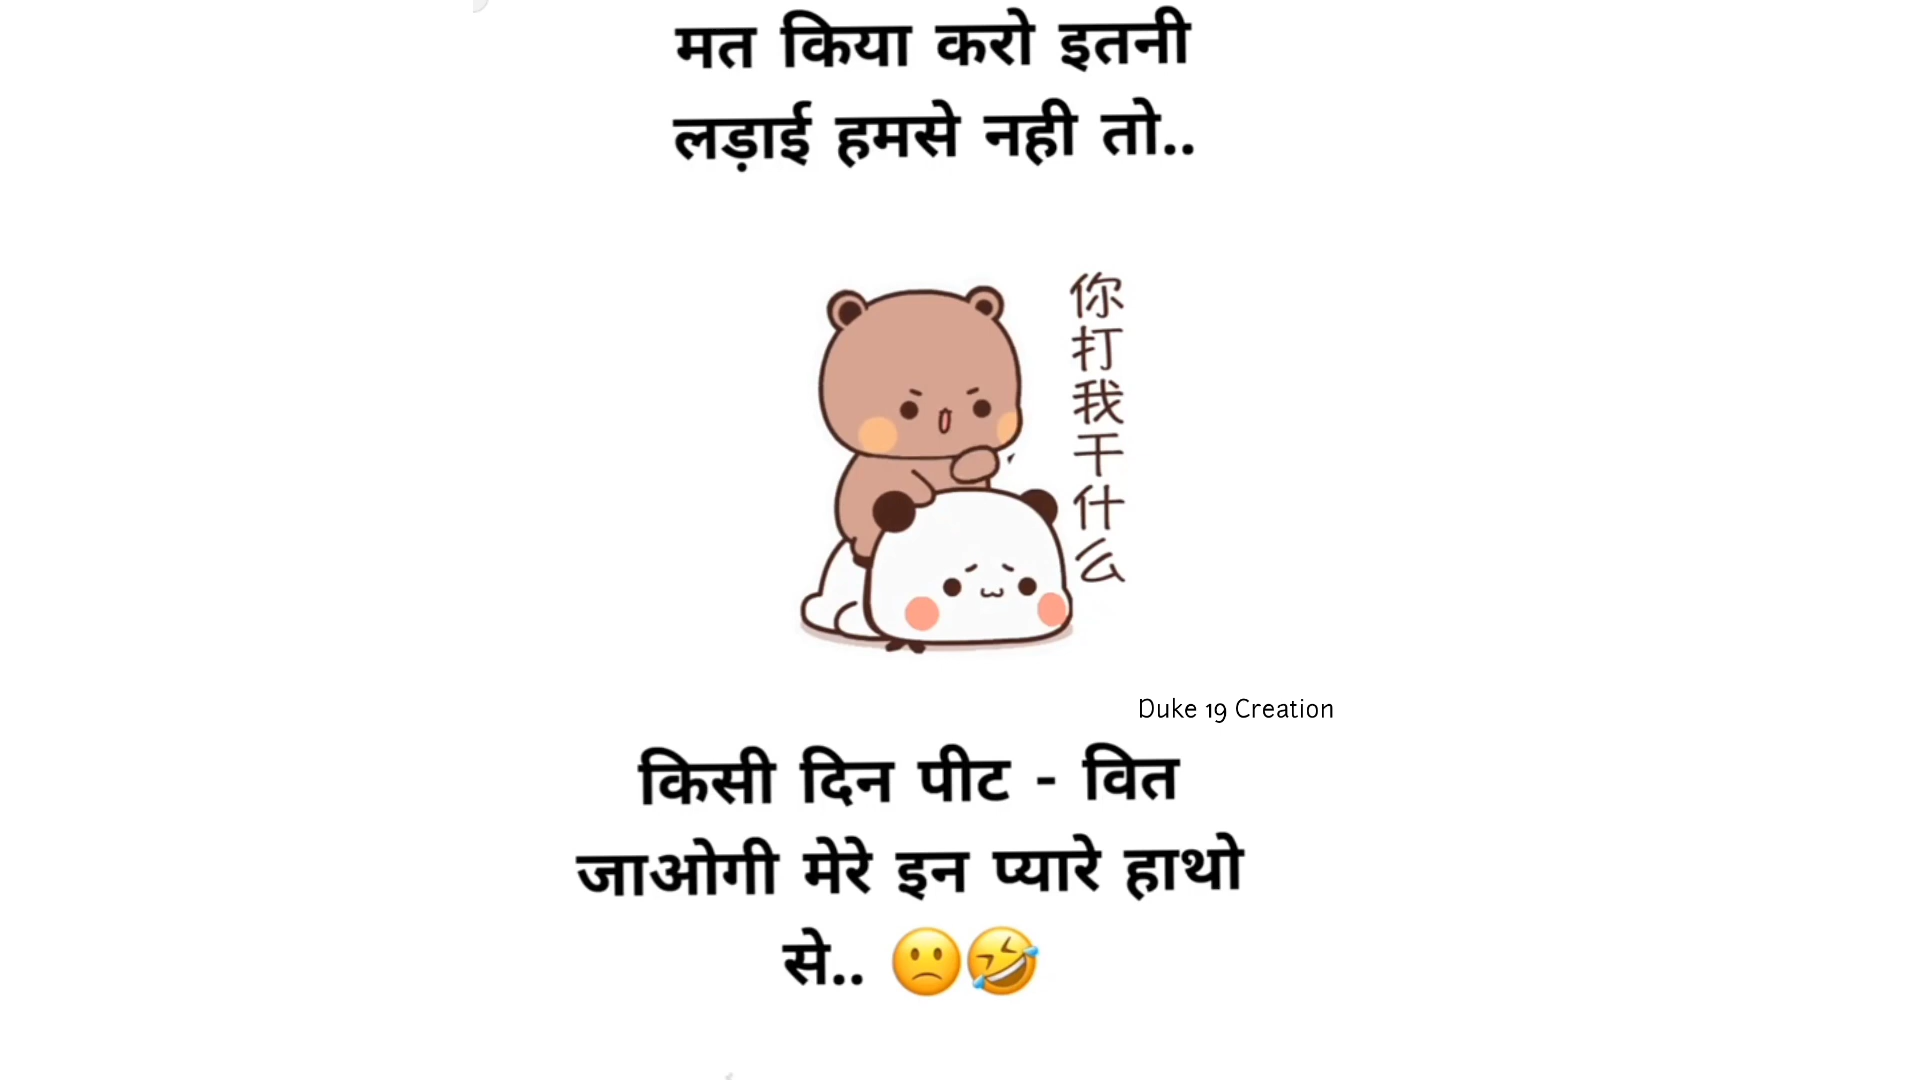 मत किया करो इतनी
लड़ाई हमसे नही तो..
你打我干什么
Duke 19 Creation
किसी दिन पीट - वित
जाओगी मेरे इन प्यारे हाथो
से.. 🙁🤣